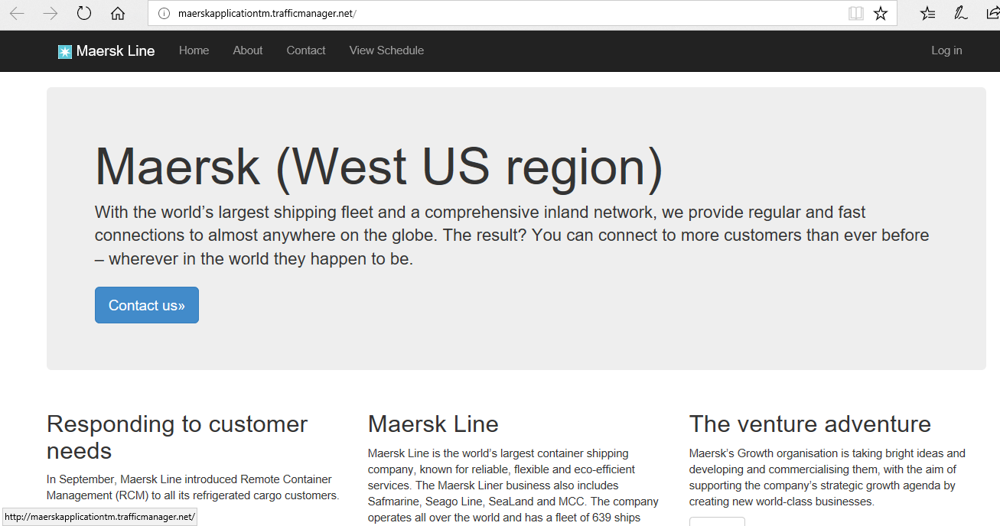 maerskapplicationtm.trafficmanager.net/
Maersk Line Home About Contact View Schedule Log in
Maersk (West US region)
With the world’s largest shipping fleet and a comprehensive inland network, we provide regular and fast
connections to almost anywhere on the globe. The result? You can connect to more customers than ever before
– wherever in the world they happen to be.
Contact us»
Responding to customer
needs
In September, Maersk Line introduced Remote Container
Management (RCM) to all its refrigerated cargo customers.
Maersk Line
Maersk Line is the world’s largest container shipping
company, known for reliable, flexible and eco-efficient
services. The Maersk Liner business also includes
Safmarine, Seago Line, SeaLand and MCC. The company
operates all over the world and has a fleet of 639 ships
The venture adventure
Maersk’s Growth organisation is taking bright ideas and
developing and commercialising them, with the aim of
supporting the company’s strategic growth agenda by
creating new world-class businesses.
http://maerskapplicationtm.trafficmanager.net/